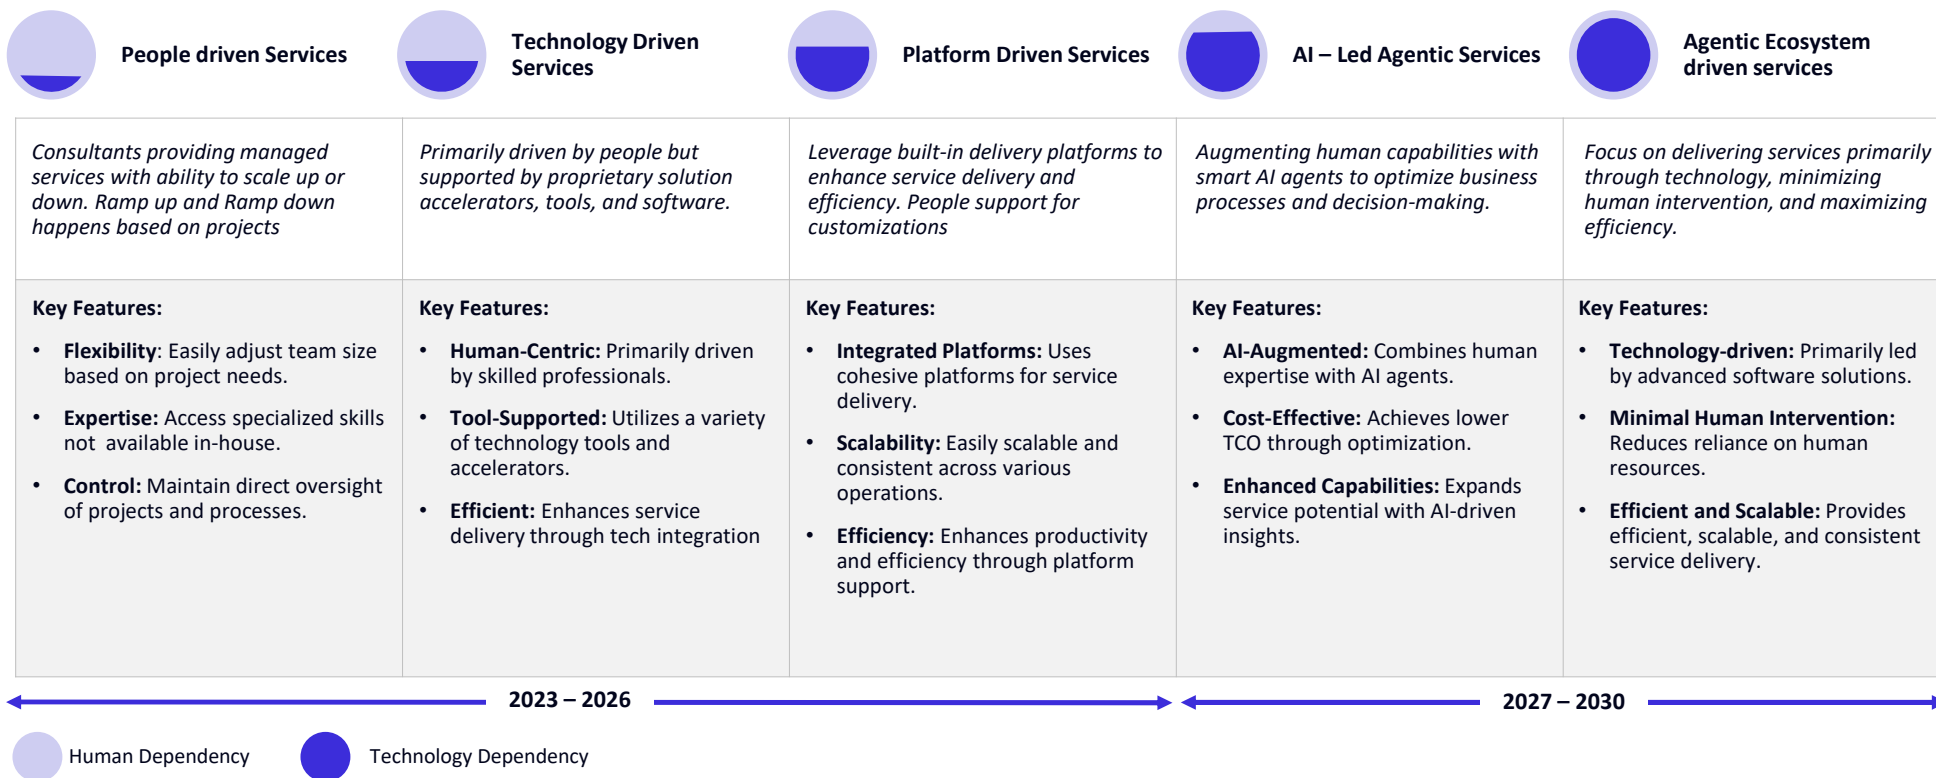 People driven Services
Technology Driven
Services
Platform Driven Services
AI – Led Agentic Services
Agentic Ecosystem
driven services
Consultants providing managed
services with ability to scale up or
down. Ramp up and Ramp down
happens based on projects
Primarily driven by people but
supported by proprietary solution
accelerators, tools, and software.
Leverage built-in delivery platforms to
enhance service delivery and
efficiency. People support for
customizations
Augmenting human capabilities with
smart AI agents to optimize business
processes and decision-making.
Focus on delivering services primarily
through technology, minimizing
human intervention, and maximizing
efficiency.
Key Features:
• Flexibility: Easily adjust team size
based on project needs.
• Expertise: Access specialized skills
not available in-house.
• Control: Maintain direct oversight
of projects and processes.
Key Features:
• Human-Centric: Primarily driven
by skilled professionals.
• Tool-Supported: Utilizes a variety
of technology tools and
accelerators.
• Efficient: Enhances service
delivery through tech integration
Key Features:
• Integrated Platforms: Uses
cohesive platforms for service
delivery.
• Scalability: Easily scalable and
consistent across various
operations.
• Efficiency: Enhances productivity
and efficiency through platform
support.
Key Features:
• AI-Augmented: Combines human
expertise with AI agents.
• Cost-Effective: Achieves lower
TCO through optimization.
• Enhanced Capabilities: Expands
service potential with AI-driven
insights.
Key Features:
• Technology-driven: Primarily led
by advanced software solutions.
• Minimal Human Intervention:
Reduces reliance on human
resources.
• Efficient and Scalable: Provides
efficient, scalable, and consistent
service delivery.
2023 – 2026
2027 – 2030
Human Dependency
Technology Dependency